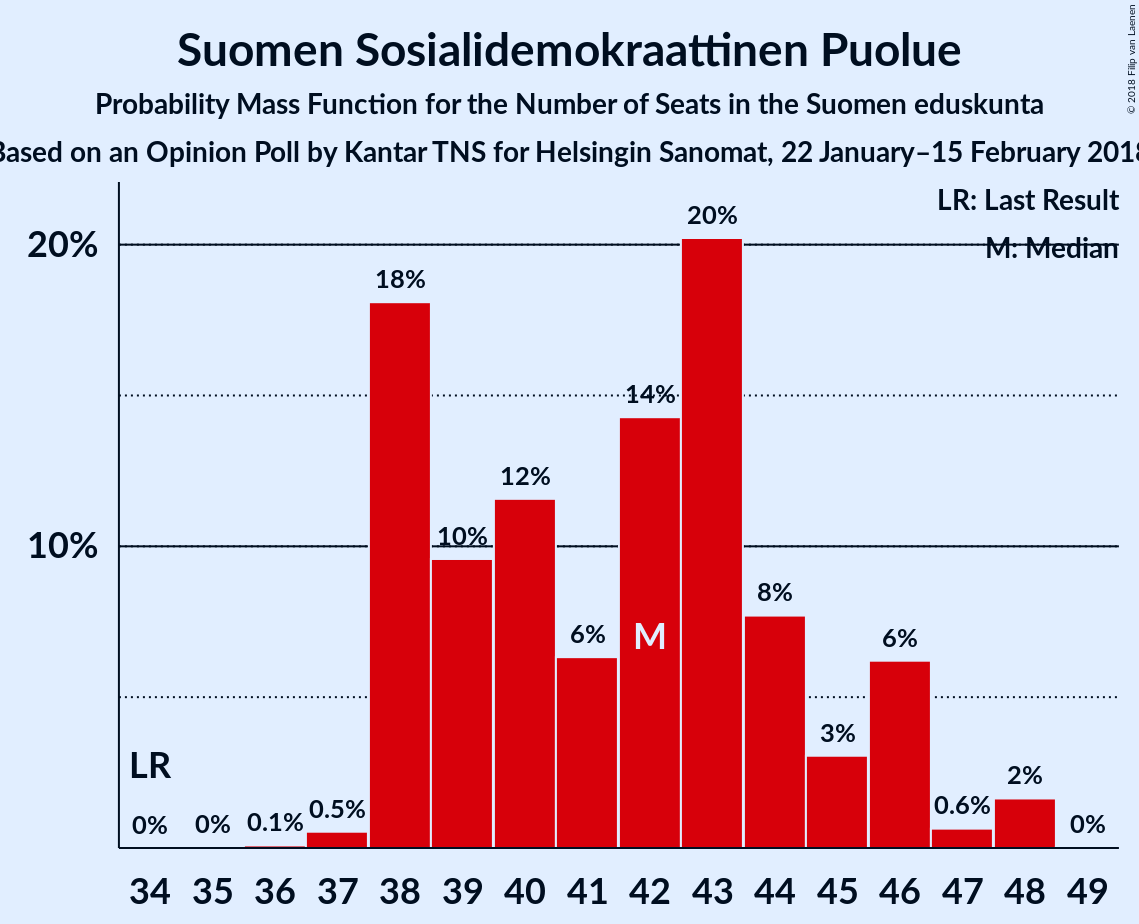 Suomen Sosialidemokraattinen Puolue
Probability Mass Function for the Number of Seats in the Suomen eduskunta
Based on an Opinion Poll by Kantar TNS for Helsingin Sanomat, 22 January–15 February 2018
© 2018 Filip van Laenen
LR: Last Result
M: Median
20%
10%
LR
M
0% 0% 0.1% 0.5% 18% 10% 12% 6% 14% 20% 8% 3% 6% 0.6% 2% 0%
34 35 36 37 38 39 40 41 42 43 44 45 46 47 48 49